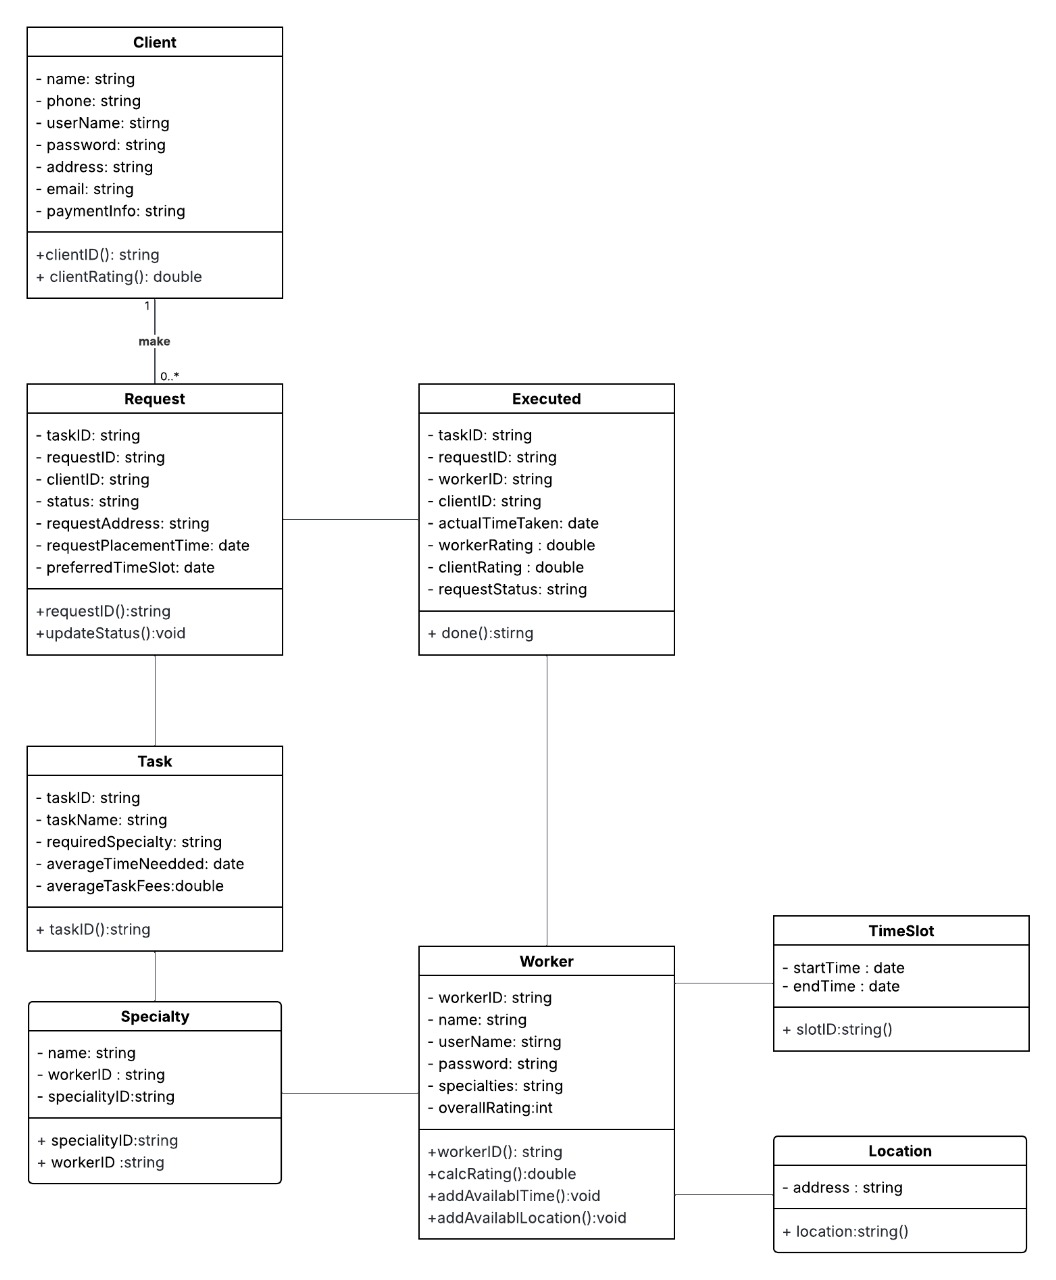 Client
- name: string
- phone: string
- userName: stirng
- password: string
- address: string
- email: string
- paymentInfo: string
+clientID(): string
+ clientRating(): double
1
make
0..*
Request
- taskID: string
- requestID: string
- clientID: string
- status: string
- requestAddress: string
- requestPlacementTime: date
- preferredTimeSlot: date
+requestID():string
+updateStatus():void
Executed
- taskID: string
- requestID: string
- workerID: string
- clientID: string
- actualTimeTaken: date
- workerRating : double
- clientRating : double
- requestStatus: string
+ done():stirng
Task
- taskID: string
- taskName: string
- requiredSpecialty: string
- averageTimeNeedded: date
- averageTaskFees:double
+ taskID():string
Specialty
- name: string
- workerID : string
- specialityID:string
+ specialityID:string
+ workerID :string
Worker
- workerID: string
- name: string
- userName: stirng
- password: string
- specialties: string
- overallRating:int
+workerID(): string
+calcRating():double
+addAvailablTime():void
+addAvailablLocation():void
TimeSlot
- startTime : date
- endTime : date
+ slotID:string()
Location
- address : string
+ location:string()